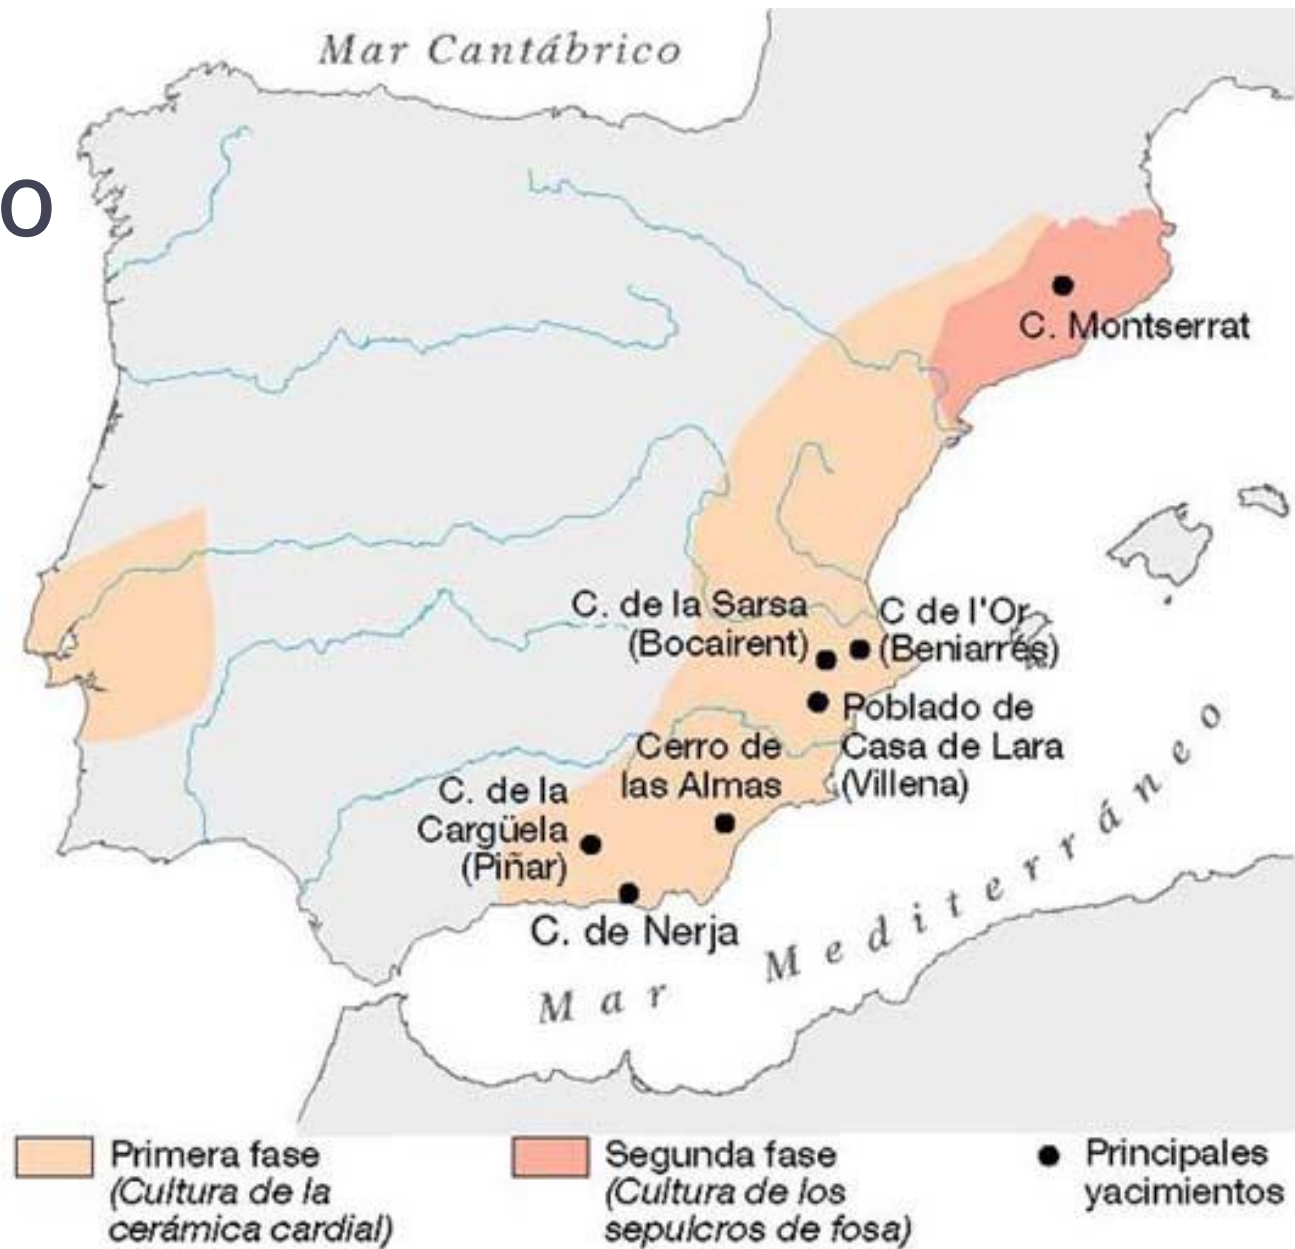 Mar Cantábrico
O
C. Montserrat
C. de la Sarsa
(Bocairent)
C de l'Or
(Beniarrés)
Poblado de
Casa de Lara
(Villena)
Cerro de
las Almas
C. de la
Cargüela
(Piñar)
C. de Nerja
Mar Mediterráneo
Primera fase
(Cultura de la
cerámica cardial)
Segunda fase
(Cultura de los
sepulcros de fosa)
Principales
yacimientos